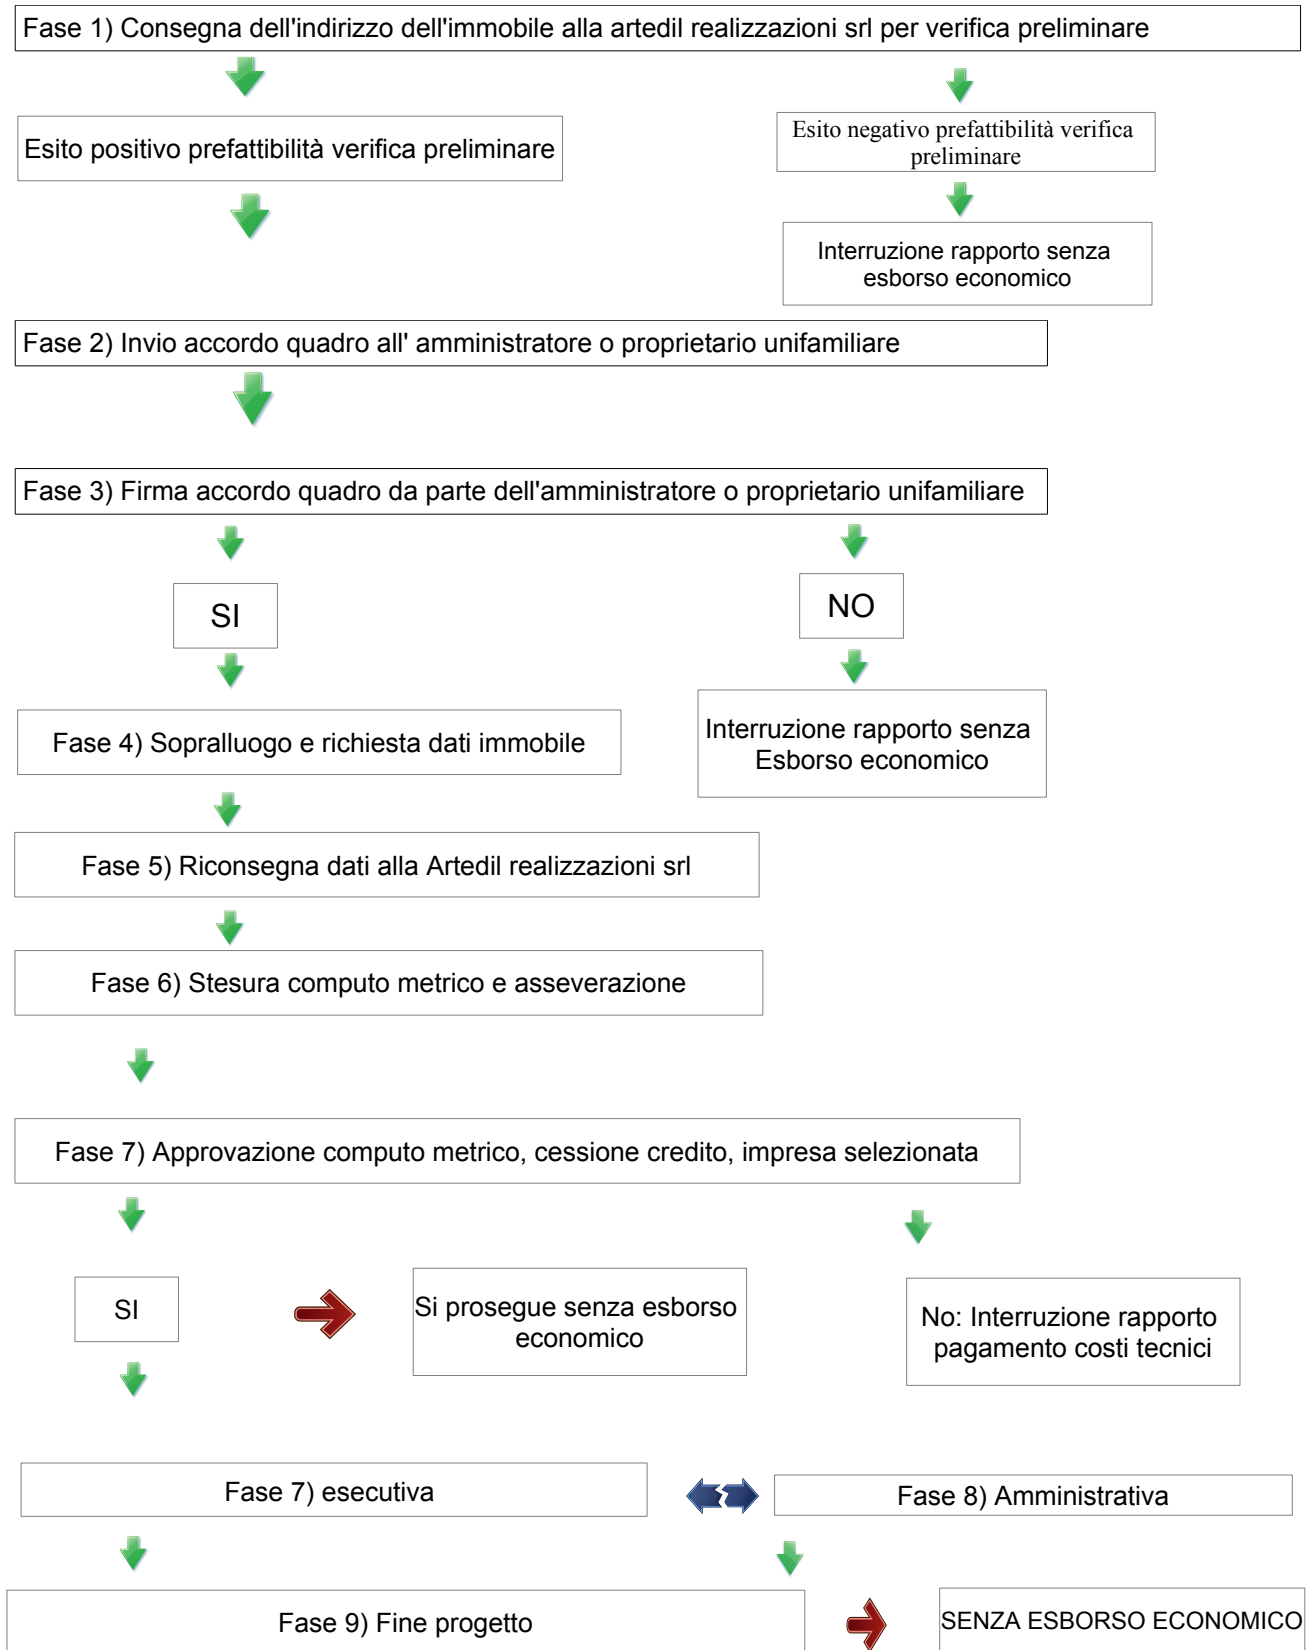 Fase 1) Consegna dell'indirizzo dell'immobile alla artedil realizzazioni srl per verifica preliminare
Esito positivo prefattibilità verifica preliminare
Esito negativo prefattibilità verifica
preliminare
Interruzione rapporto senza
esborso economico
Fase 2) Invio accordo quadro all' amministratore o proprietario unifamiliare
Fase 3) Firma accordo quadro da parte dell'amministratore o proprietario unifamiliare
SI
NO
Fase 4) Sopralluogo e richiesta dati immobile
Interruzione rapporto senza
Esborso economico
Fase 5) Riconsegna dati alla Artedil realizzazioni srl
Fase 6) Stesura computo metrico e asseverazione
Fase 7) Approvazione computo metrico, cessione credito, impresa selezionata
SI
Si prosegue senza esborso
economico
No: Interruzione rapporto
pagamento costi tecnici
Fase 7) esecutiva
Fase 8) Amministrativa
Fase 9) Fine progetto
SENZA ESBORSO ECONOMICO